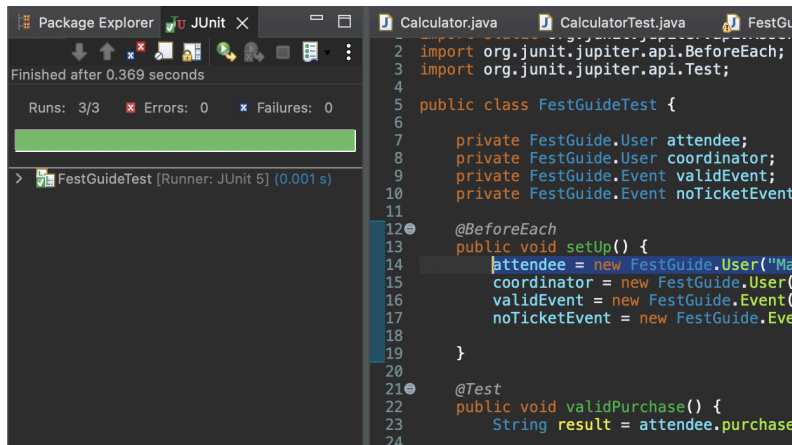 Package Explorer JUnit
Finished after 0.369 seconds
Runs: 3/3 Errors: 0 Failures: 0
FestGuideTest [Runner: JUnit 5] (0.001 s)
Calculator.java CalculatorTest.java FestGu
2 import org.junit.jupiter.api.BeforeEach;
3 import org.junit.jupiter.api.Test;
4
5 public class FestGuideTest {
6
7 private FestGuide.User attendee;
8 private FestGuide.User coordinator;
9 private FestGuide.Event validEvent;
10 private FestGuide.Event noTicketEvent
11
12 @BeforeEach
13 public void setUp() {
14 attendee = new FestGuide.User("Ma
15 coordinator = new FestGuide.User(
16 validEvent = new FestGuide.Event(
17 noTicketEvent = new FestGuide.Eve
18
19 }
20
21 @Test
22 public void validPurchase() {
23 String result = attendee.purchase
24